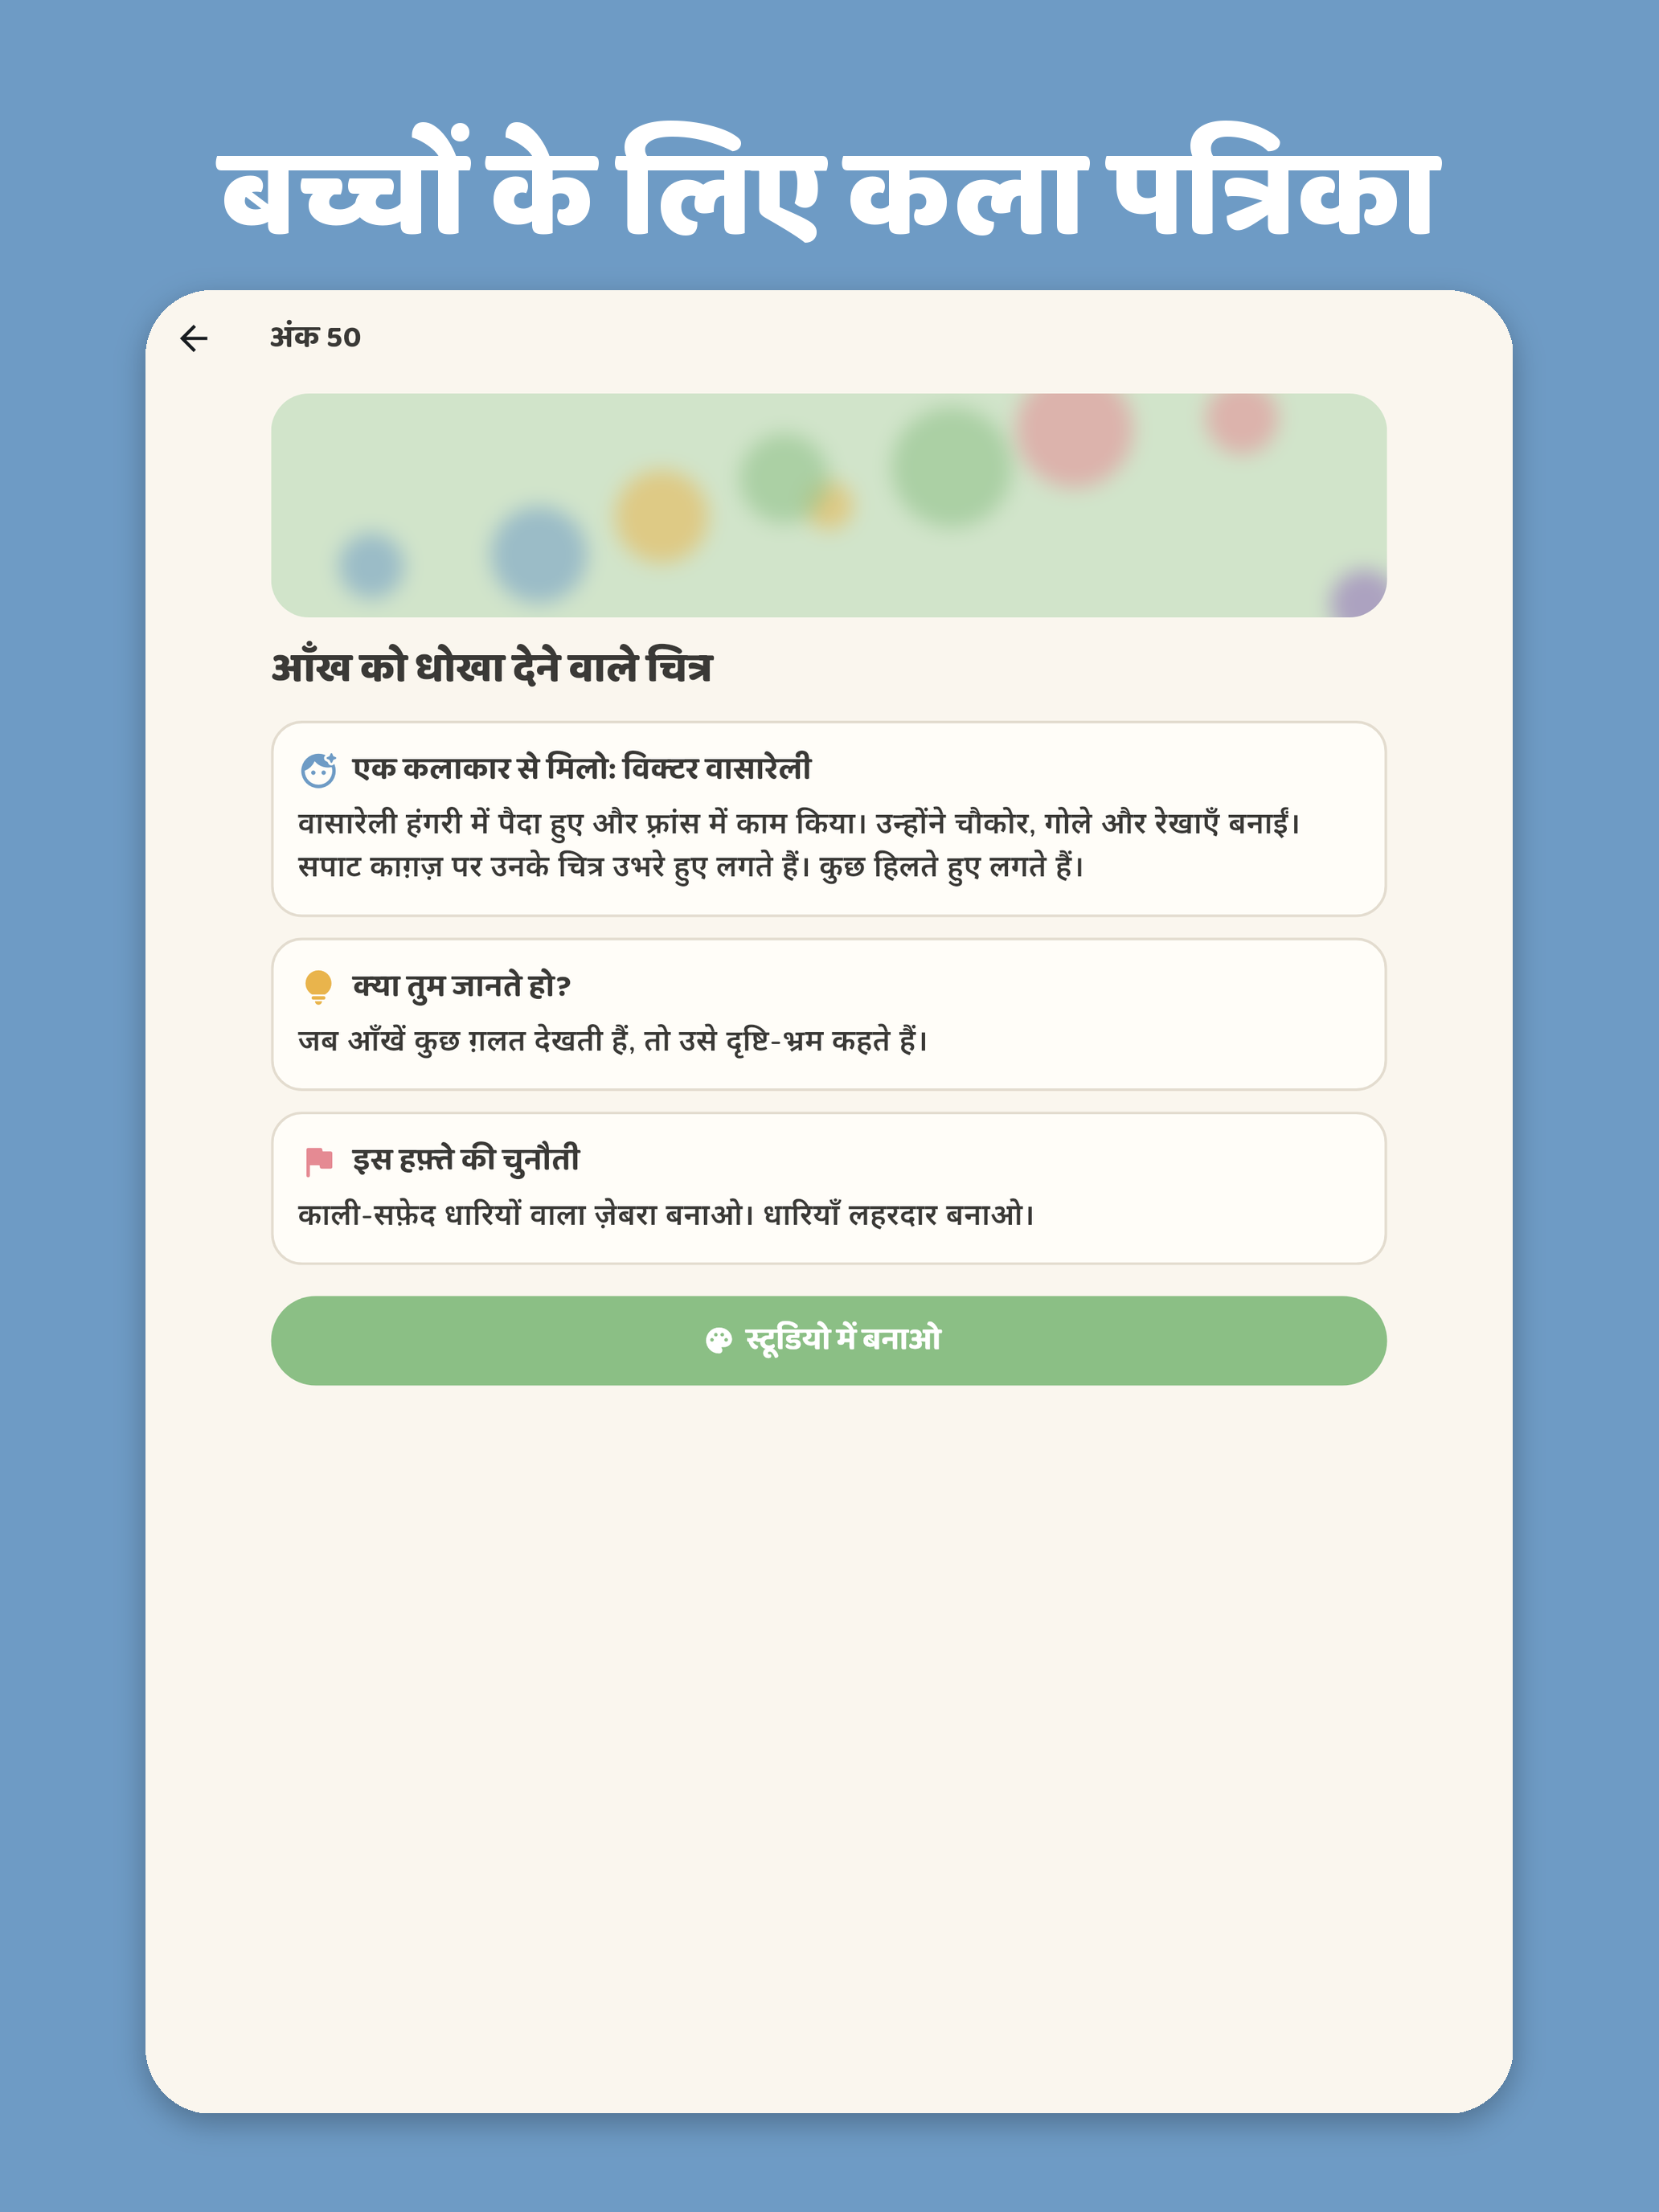 बच्चों के लिए कला पत्रिका
अंक 50
आँख को धोखा देने वाले चित्र
एक कलाकार से मिलो: विक्टर वासारेली
वासारेली हंगरी में पैदा हुए और फ़्रांस में काम किया। उन्होंने चौकोर, गोले और रेखाएँ बनाईं।
सपाट काग़ज़ पर उनके चित्र उभरे हुए लगते हैं। कुछ हिलते हुए लगते हैं।
क्या तुम जानते हो?
जब आँखें कुछ ग़लत देखती हैं, तो उसे दृष्टि-भ्रम कहते हैं।
इस हफ़्ते की चुनौती
काली-सफ़ेद धारियों वाला ज़ेबरा बनाओ। धारियाँ लहरदार बनाओ।
स्टूडियो में बनाओ